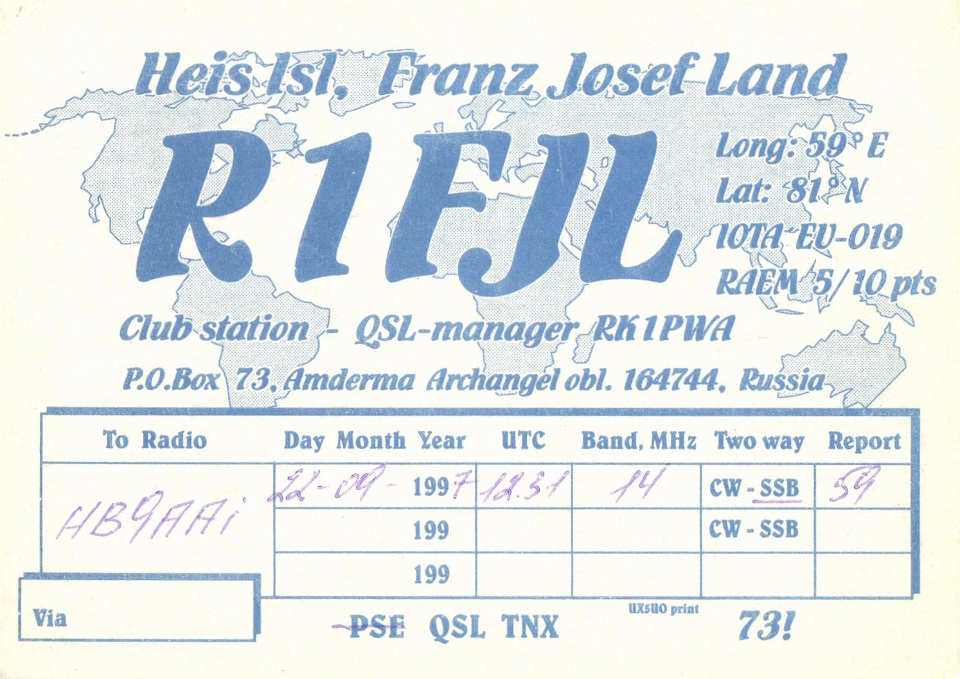 Heis Isl, Franz Josef Land
R1FJL
Long: 59° E
Lat: 81° N
IOTA EU-019
RAEM 5/10 pts
Club station - QSL-manager RK1PWA
P.O.Box 73, Amderma Archangel obl. 164744, Russia
To Radio Day Month Year UTC Band, MHz Two way Report
HB9AAi 22-09-1997 12.31 14 CW - SSB 59
199 CW - SSB
199
Via
PSE QSL TNX
UX5UO print
73!